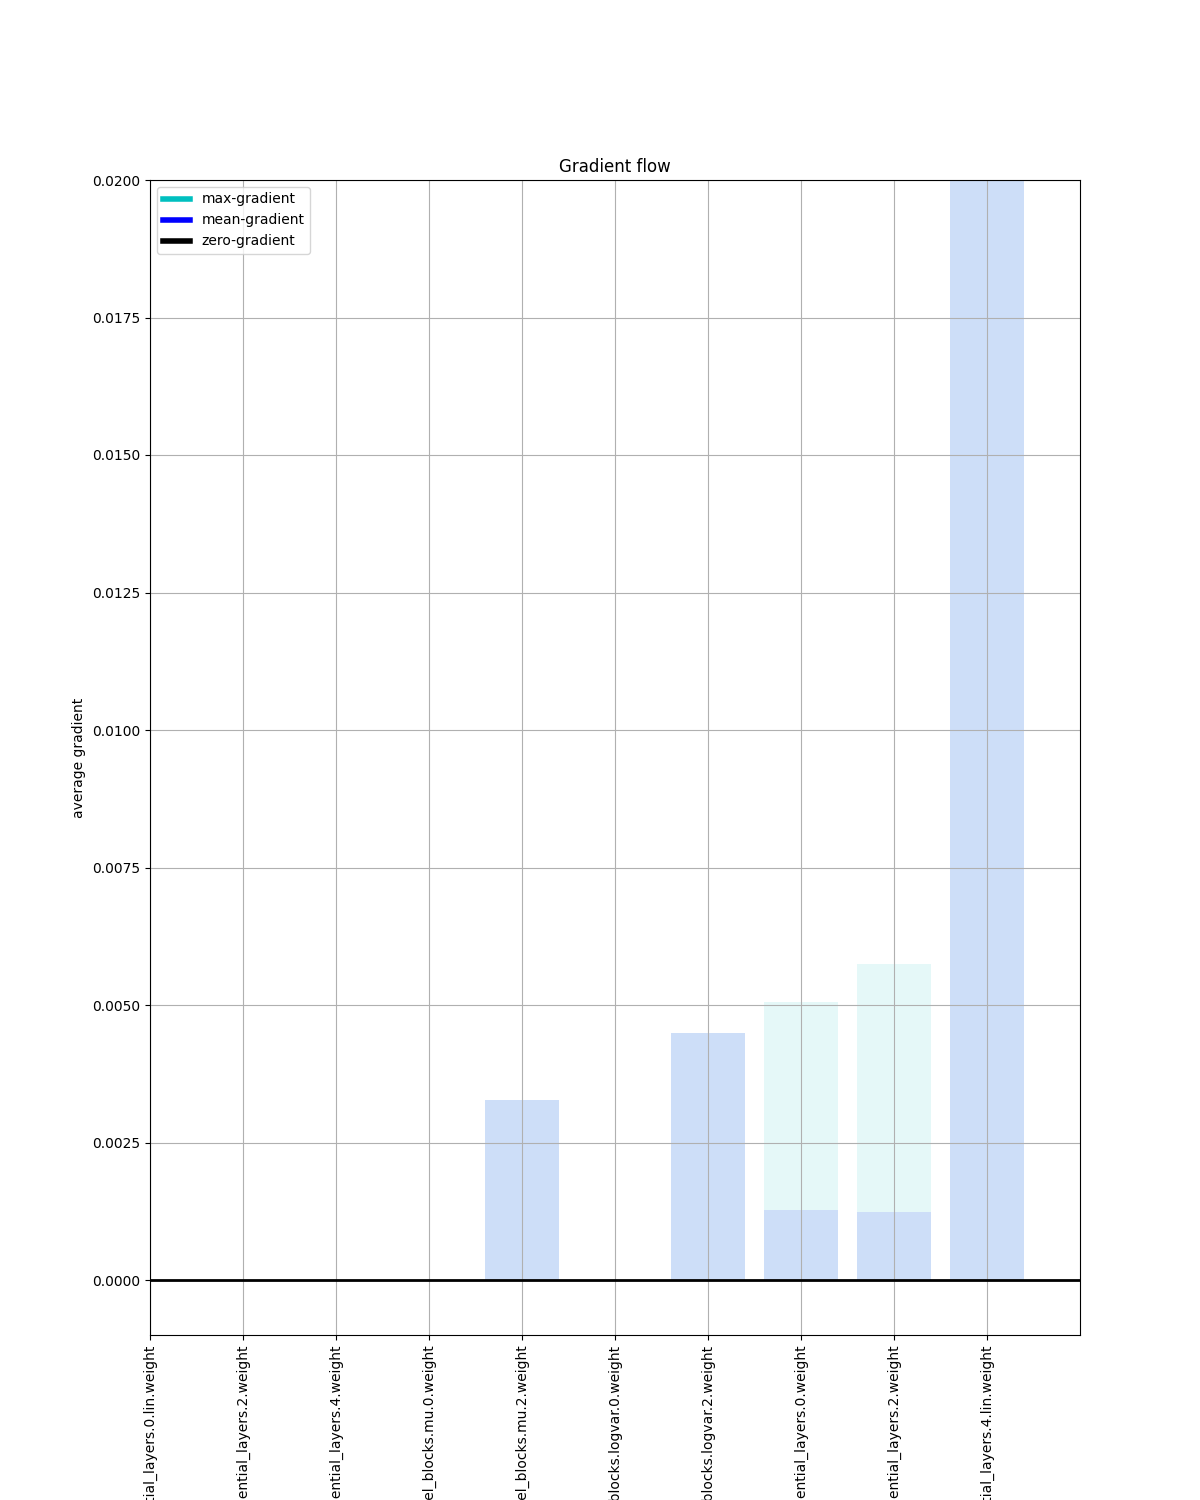 Gradient flow
max-gradient
mean-gradient
zero-gradient
0.0200
0.0175
0.0150
0.0125
0.0100
0.0075
0.0050
0.0025
0.0000
average gradient
tial_layers.0.lin.weight
ential_layers.2.weight
ential_layers.4.weight
el_blocks.mu.0.weight
el_blocks.mu.2.weight
blocks.logvar.0.weight
blocks.logvar.2.weight
ential_layers.0.weight
ential_layers.2.weight
tial_layers.4.lin.weight